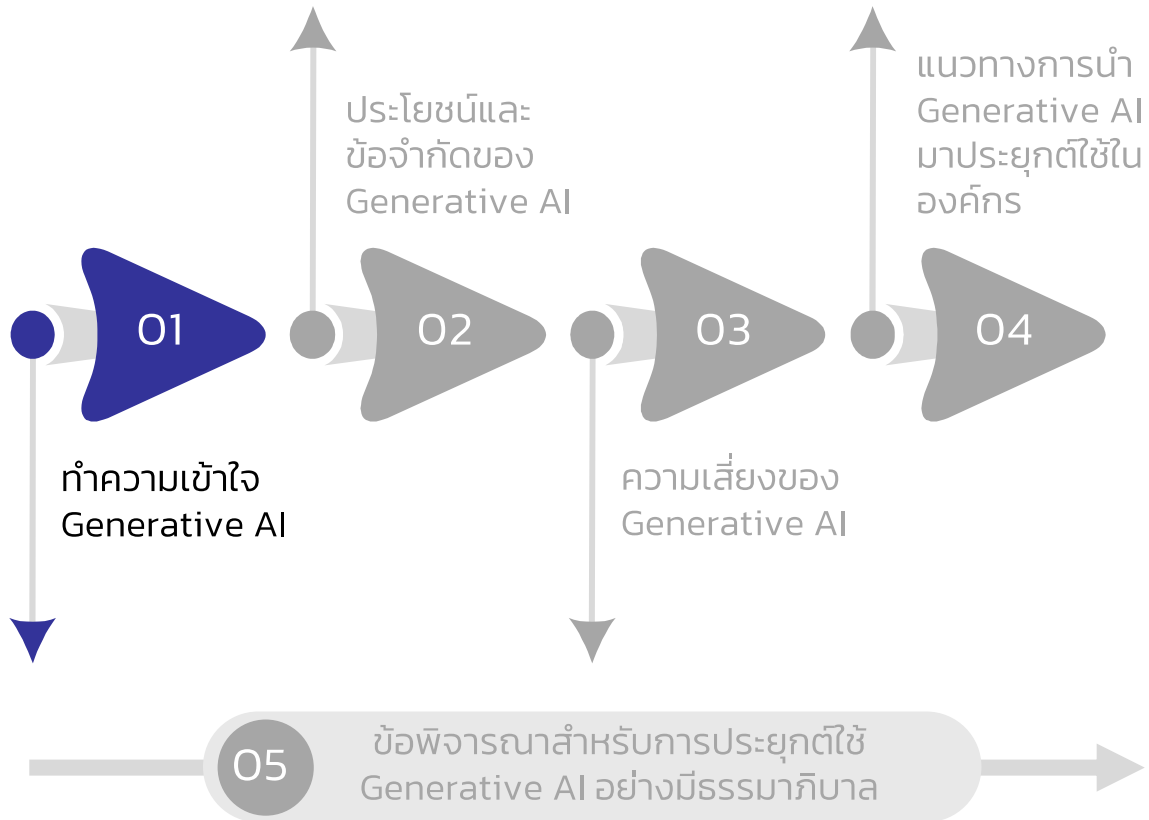 01
ทำความเข้าใจ
Generative AI
02
ประโยชน์และ
ข้อจำกัดของ
Generative AI
03
ความเสี่ยงของ
Generative AI
04
แนวทางการนำ
Generative AI
มาประยุกต์ใช้ใน
องค์กร
05
ข้อพิจารณาสำหรับการประยุกต์ใช้
Generative AI อย่างมีธรรมาภิบาล